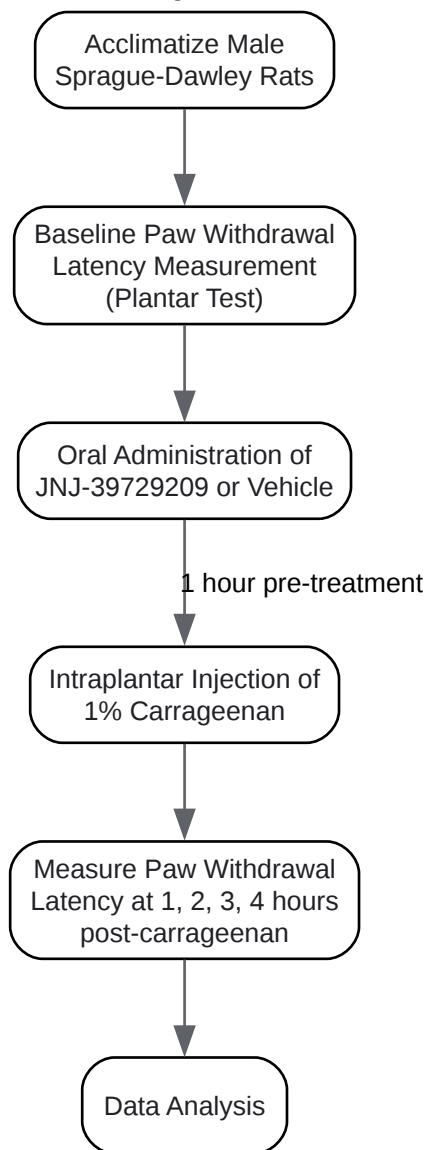 Acclimatize Male
Sprague-Dawley Rats
Baseline Paw Withdrawal
Latency Measurement
(Plantar Test)
Oral Administration of
JNJ-39729209 or Vehicle
1 hour pre-treatment
Intraplantar Injection of
1% Carrageenan
Measure Paw Withdrawal
Latency at 1, 2, 3, 4 hours
post-carrageenan
Data Analysis